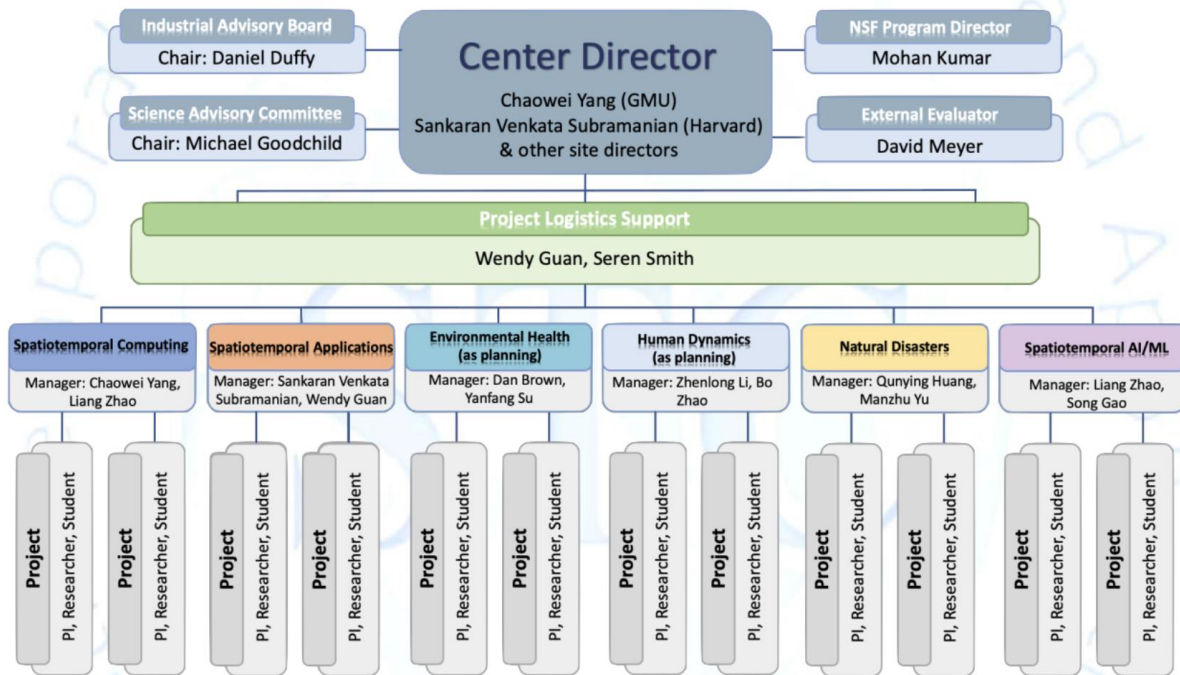 Industrial Advisory Board
Chair: Daniel Duffy
Science Advisory Committee
Chair: Michael Goodchild
Center Director
Chaowei Yang (GMU)
Sankaran Venkata Subramanian (Harvard)
& other site directors
NSF Program Director
Mohan Kumar
External Evaluator
David Meyer
Project Logistics Support
Wendy Guan, Seren Smith
Spatiotemporal Computing
Manager: Chaowei Yang,
Liang Zhao
Spatiotemporal Applications
Manager: Sankaran Venkata
Subramanian, Wendy Guan
Environmental Health
(as planning)
Manager: Dan Brown,
Yanfang Su
Human Dynamics
(as planning)
Manager: Zhenlong Li, Bo
Zhao
Natural Disasters
Manager: Qunying Huang,
Manzhu Yu
Spatiotemporal AI/ML
Manager: Liang Zhao,
Song Gao
Project
PI, Researcher, Student
Project
PI, Researcher, Student
Project
PI, Researcher, Student
Project
PI, Researcher, Student
Project
PI, Researcher, Student
Project
PI, Researcher, Student
Project
PI, Researcher, Student
Project
PI, Researcher, Student
Project
PI, Researcher, Student
Project
PI, Researcher, Student
Project
PI, Researcher, Student
Project
PI, Researcher, Student
STC